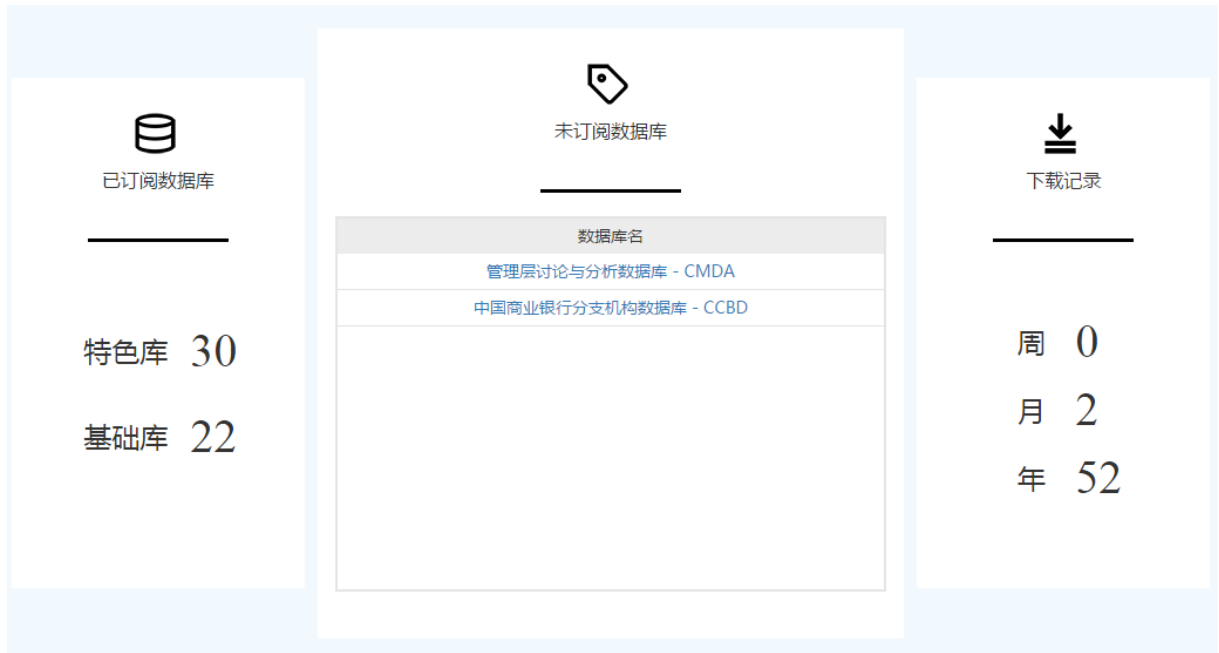 已订阅数据库
特色库 30
基础库 22
未订阅数据库
数据库名
管理层讨论与分析数据库 - CMDA
中国商业银行分支机构数据库 - CCBD
下载记录
周 0
月 2
年 52